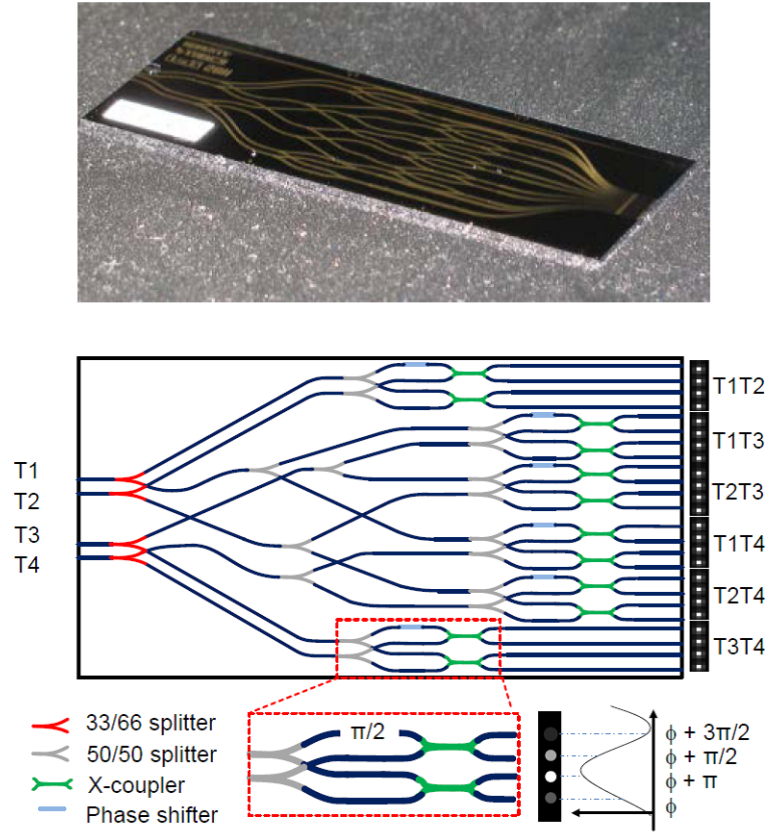 T1T2
T1T3
T1
T2
T2T3
T3
T1T4
T4
T2T4
T3T4
33/66 splitter
50/50 splitter
X-coupler
Phase shifter
π/2
ϕ + 3π/2
ϕ + π/2
ϕ + π
ϕ